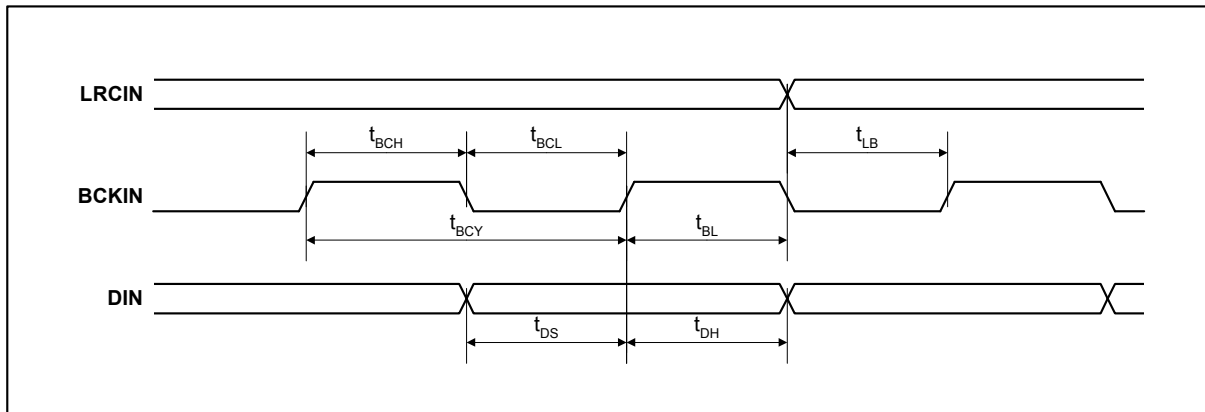 LRCIN
t_BCH t_BCL t_LB
BCKIN
t_BCY t_BL
DIN
t_DS t_DH